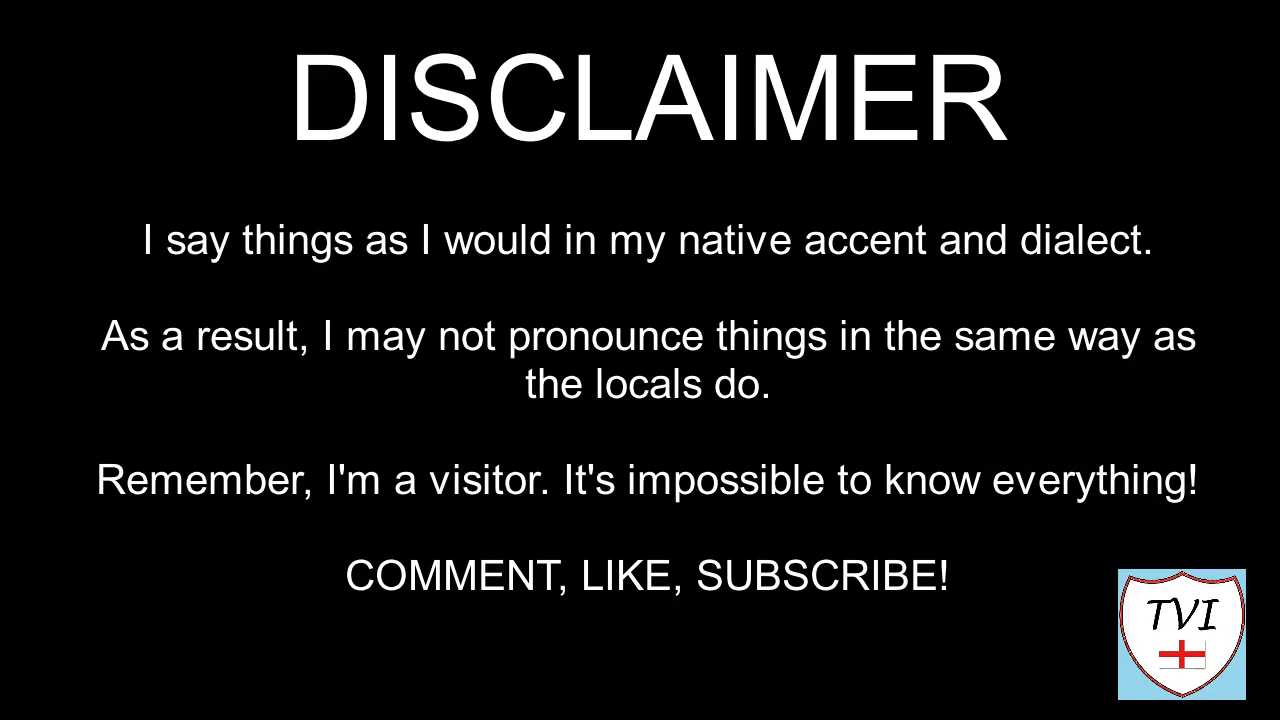 DISCLAIMER
I say things as I would in my native accent and dialect.
As a result, I may not pronounce things in the same way as
the locals do.
Remember, I'm a visitor. It's impossible to know everything!
COMMENT, LIKE, SUBSCRIBE!
TVI